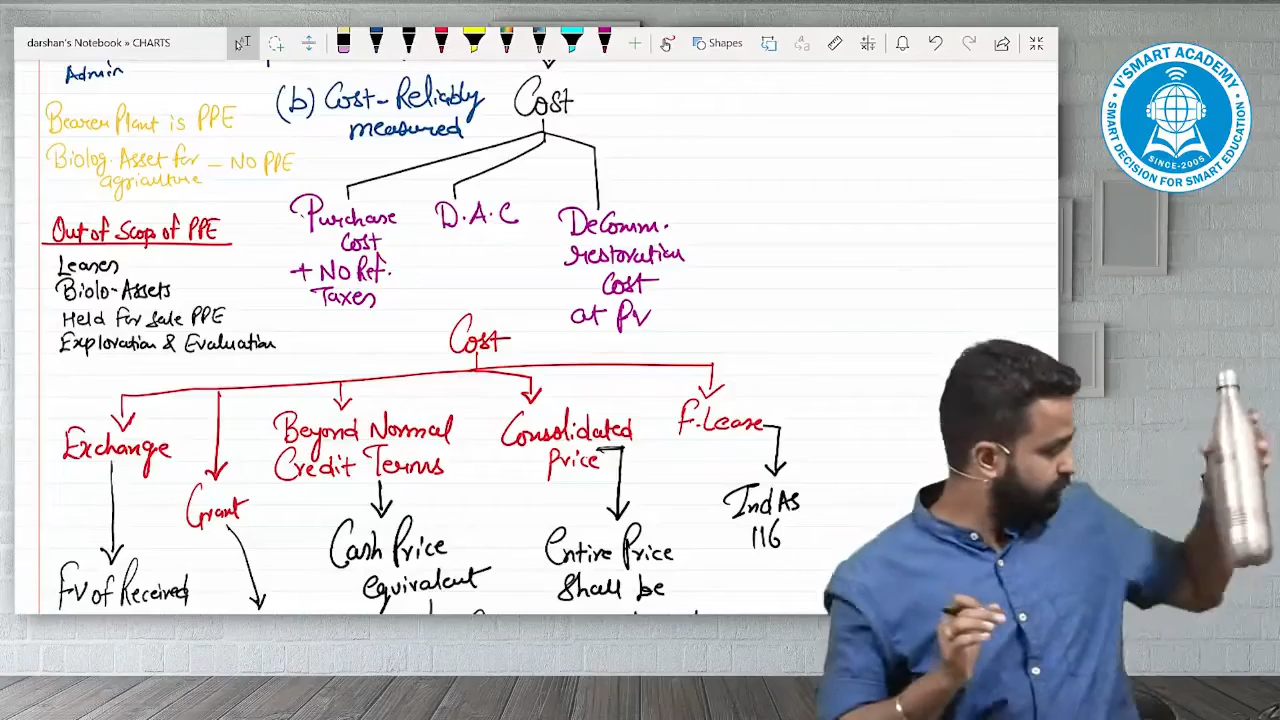 darshan's Notebook » CHARTS
Shapes
Admin
Bearer Plant is PPE
Biolog. Asset for – NO PPE
agriculture
Out of Scop of PPE
Leases
Biolo-Assets
Held for sale PPE
Exploration & Evaluation
(b) Cost-Reliably
measured
Cost
Purchase
Cost
+ NO Ref.
Taxes
D.A.C
DeComm.
restoration
Cost
at PV
Cost
Exchange
Grant
Beyond Normal
Credit Terms
Consolidated
Price
F.Lease
FV of Received
Cash Price
equivalent
Entire Price
Shall be
Ind AS
116
V'SMART ACADEMY
SINCE-2005
SMART DECISION FOR SMART EDUCATION